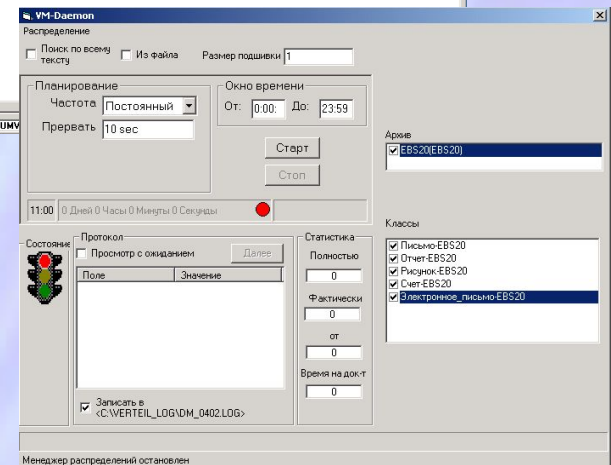 VM-Daemon
Распределение
Поиск по всему тексту
Из файла
Размер подшивки 1
Планирование
Частота Постоянный
Прервать 10 sec
Окно времени
От: 0:00: До: 23:59
Старт
Стоп
Архив
EBS20(EBS20)
11:00 0 Дней 0 Часы 0 Минуты 0 Секунды
Классы
Письмо-EBS20
Отчет-EBS20
Рисунок-EBS20
Счет-EBS20
Электронное_письмо-EBS20
Состояние
Протокол
Просмотр с ожиданием
Далее
Поле Значение
Записать в
<C:\VERTEIL_LOG\DM_0402.LOG>
Статистика
Полностью
0
Фактически
0
от
0
Время на док-т
0
Менеджер распределений остановлен
UMV